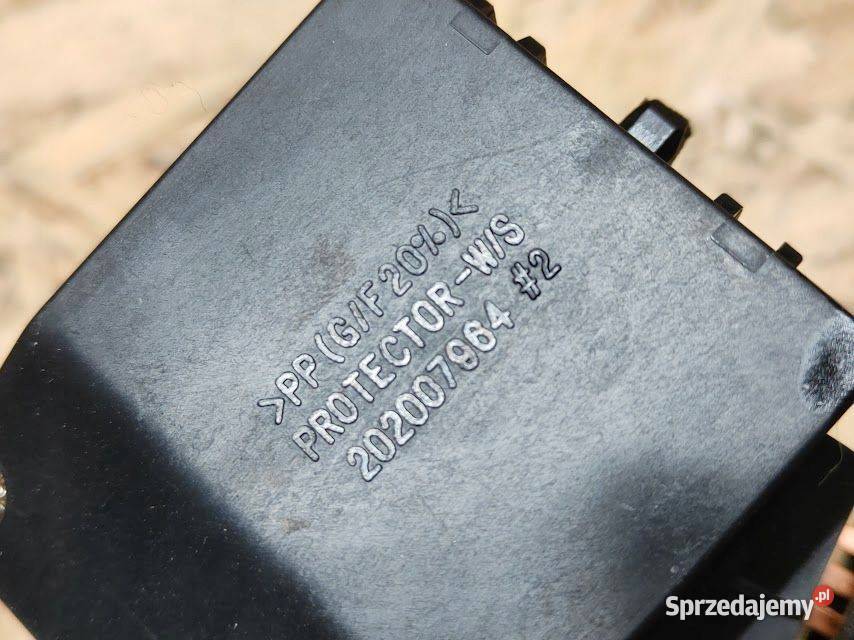 >PP(G/F20%)<
PROTECTOR-W/S
202007964 #2
Sprzedajemy.pl